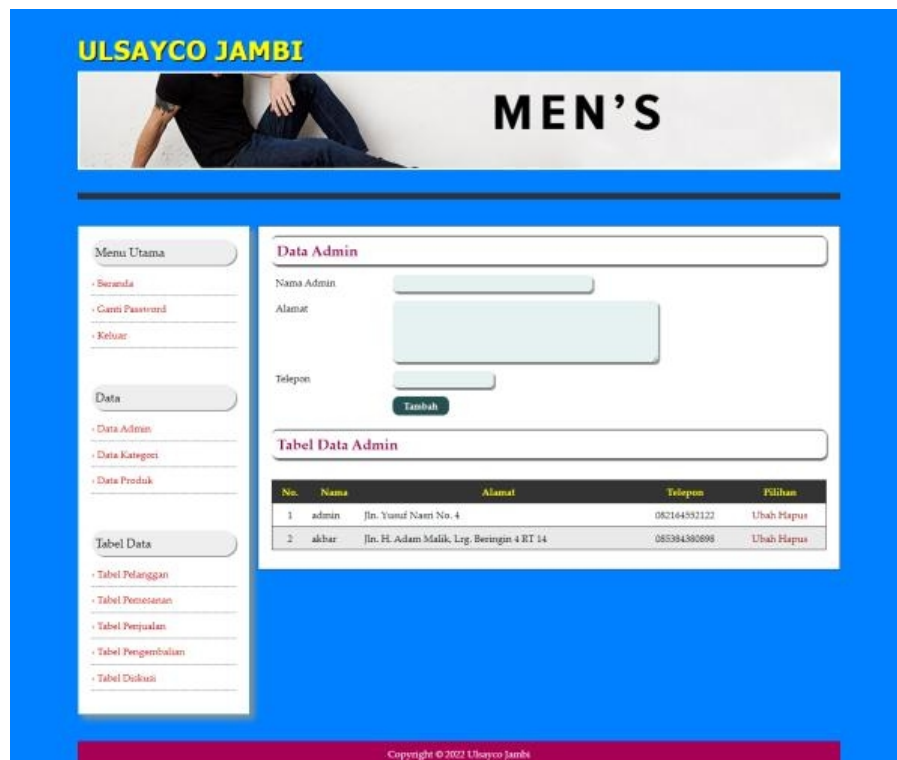 ULSAYCO JAMBI
MEN'S
Menu Utama
Beranda
Ganti Password
Keluar
Data
Data Admin
Data Kategori
Data Produk
Tabel Data
Tabel Pelanggan
Tabel Pemesanan
Tabel Penjualan
Tabel Pengembalian
Tabel Diskusi
Data Admin
Nama Admin
Alamat
Telepon
Tambah
Tabel Data Admin
No. Nama Alamat Telepon Pilihan
1 admin Jln. Yusuf Nasri No. 4 082164552122 Ubah Hapus
2 akbar Jln. H. Adam Malik, Lrg. Beringin 4 RT 14 085384380898 Ubah Hapus
Copyright © 2022 Ulsayco Jambi